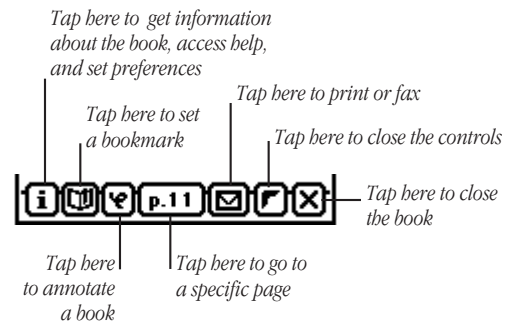 Tap here to get information
about the book, access help,
and set preferences
Tap here to set
a bookmark
Tap here to print or fax
Tap here to close the controls
i
p.11
Tap here to close
the book
Tap here
to annotate
a book
Tap here to go to
a specific page